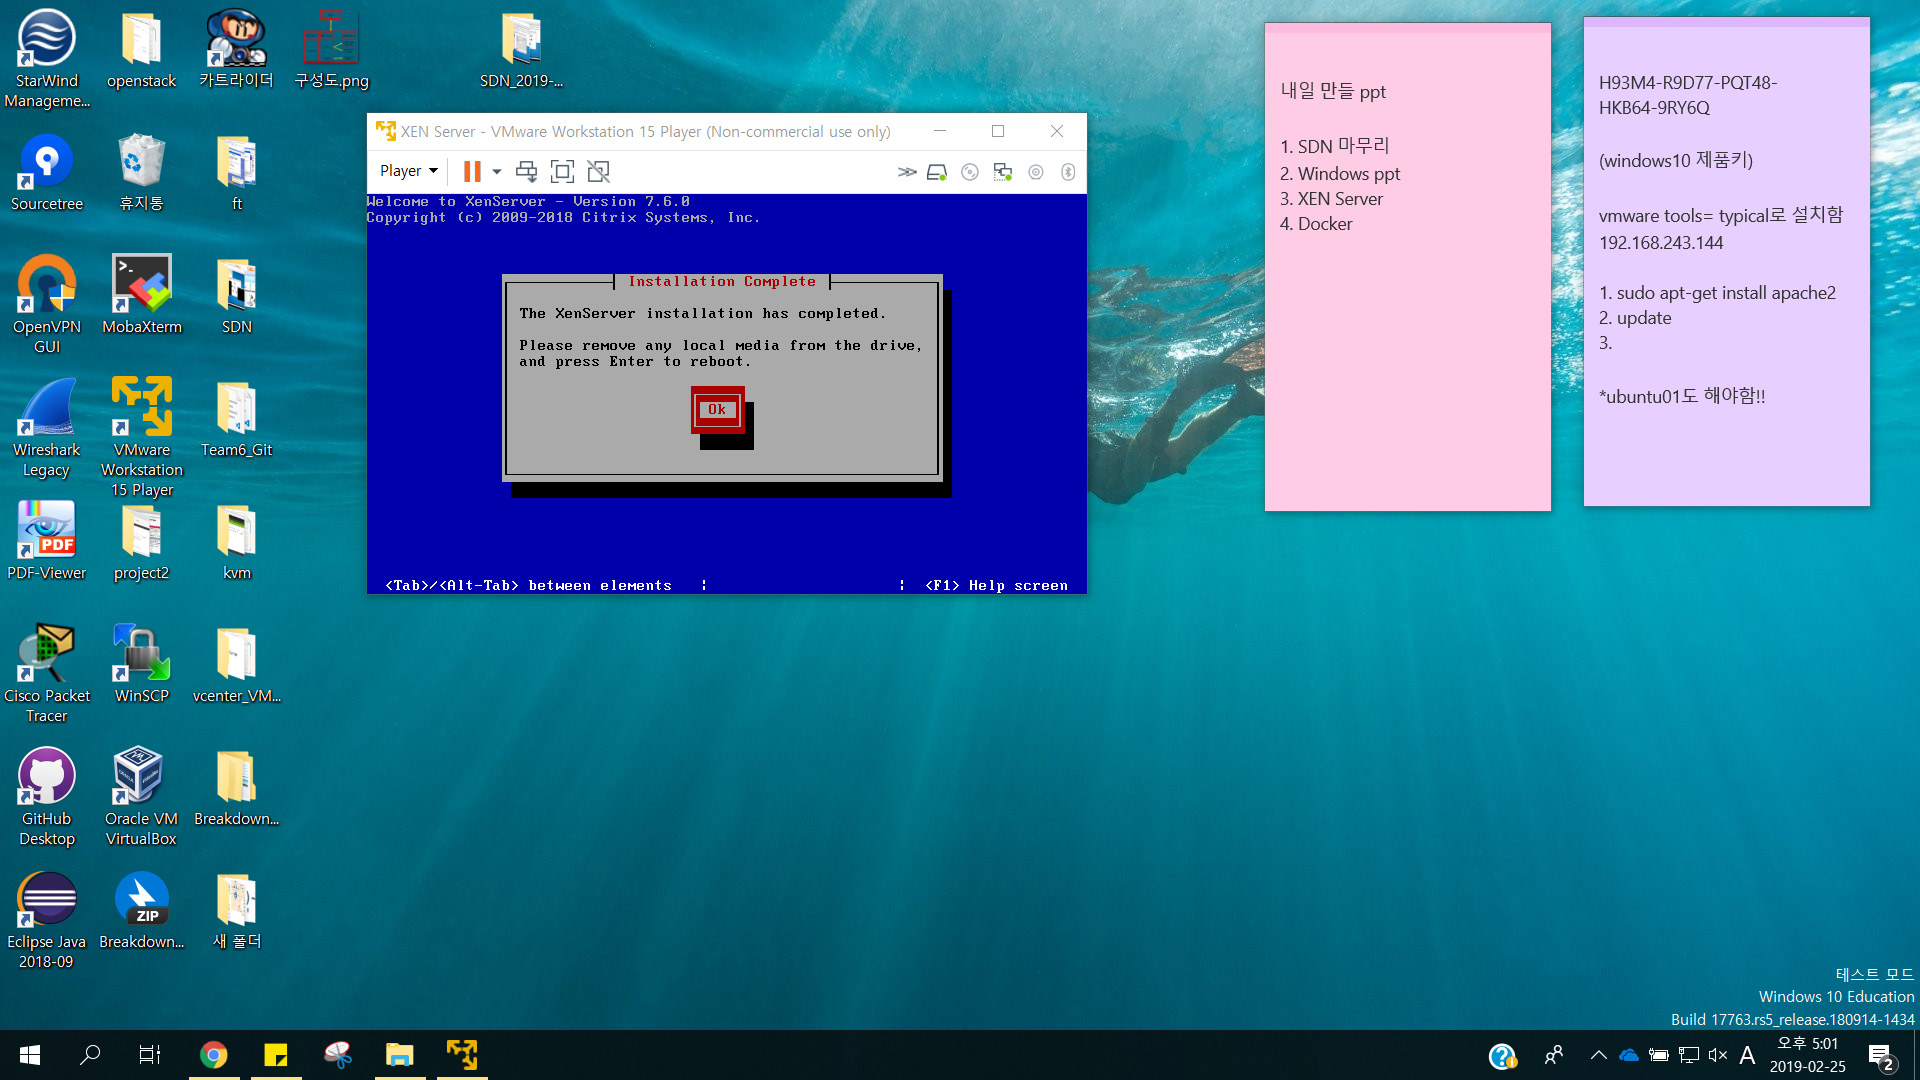 StarWind
Manageme...
openstack
카트라이더
구성도.png
SDN_2019-...
Sourcetree
휴지통
ft
OpenVPN
GUI
MobaXterm
SDN
Wireshark
Legacy
VMware
Workstation
15 Player
Team6_Git
PDF
PDF-Viewer
project2
kvm
Cisco Packet
Tracer
WinSCP
vcenter_VM...
GitHub
Desktop
Oracle VM
VirtualBox
Breakdown...
Eclipse Java
2018-09
ZIP
Breakdown...
새 폴더
XEN Server - VMware Workstation 15 Player (Non-commercial use only)
Player
Welcome to XenServer - Version 7.6.0
Copyright (c) 2009-2018 Citrix Systems, Inc.
Installation Complete
The XenServer installation has completed.
Please remove any local media from the drive,
and press Enter to reboot.
Ok
<Tab>/<Alt-Tab> between elements | | <F1> Help screen
내일 만들 ppt
1. SDN 마무리
2. Windows ppt
3. XEN Server
4. Docker
H93M4-R9D77-PQT48-
HKB64-9RY6Q
(windows10 제품키)
vmware tools= typical로 설치함
192.168.243.144
1. sudo apt-get install apache2
2. update
3.
*ubuntu01도 해야함!!
테스트 모드
Windows 10 Education
Build 17763.rs5_release.180914-1434
A
오후 5:01
2019-02-25
2